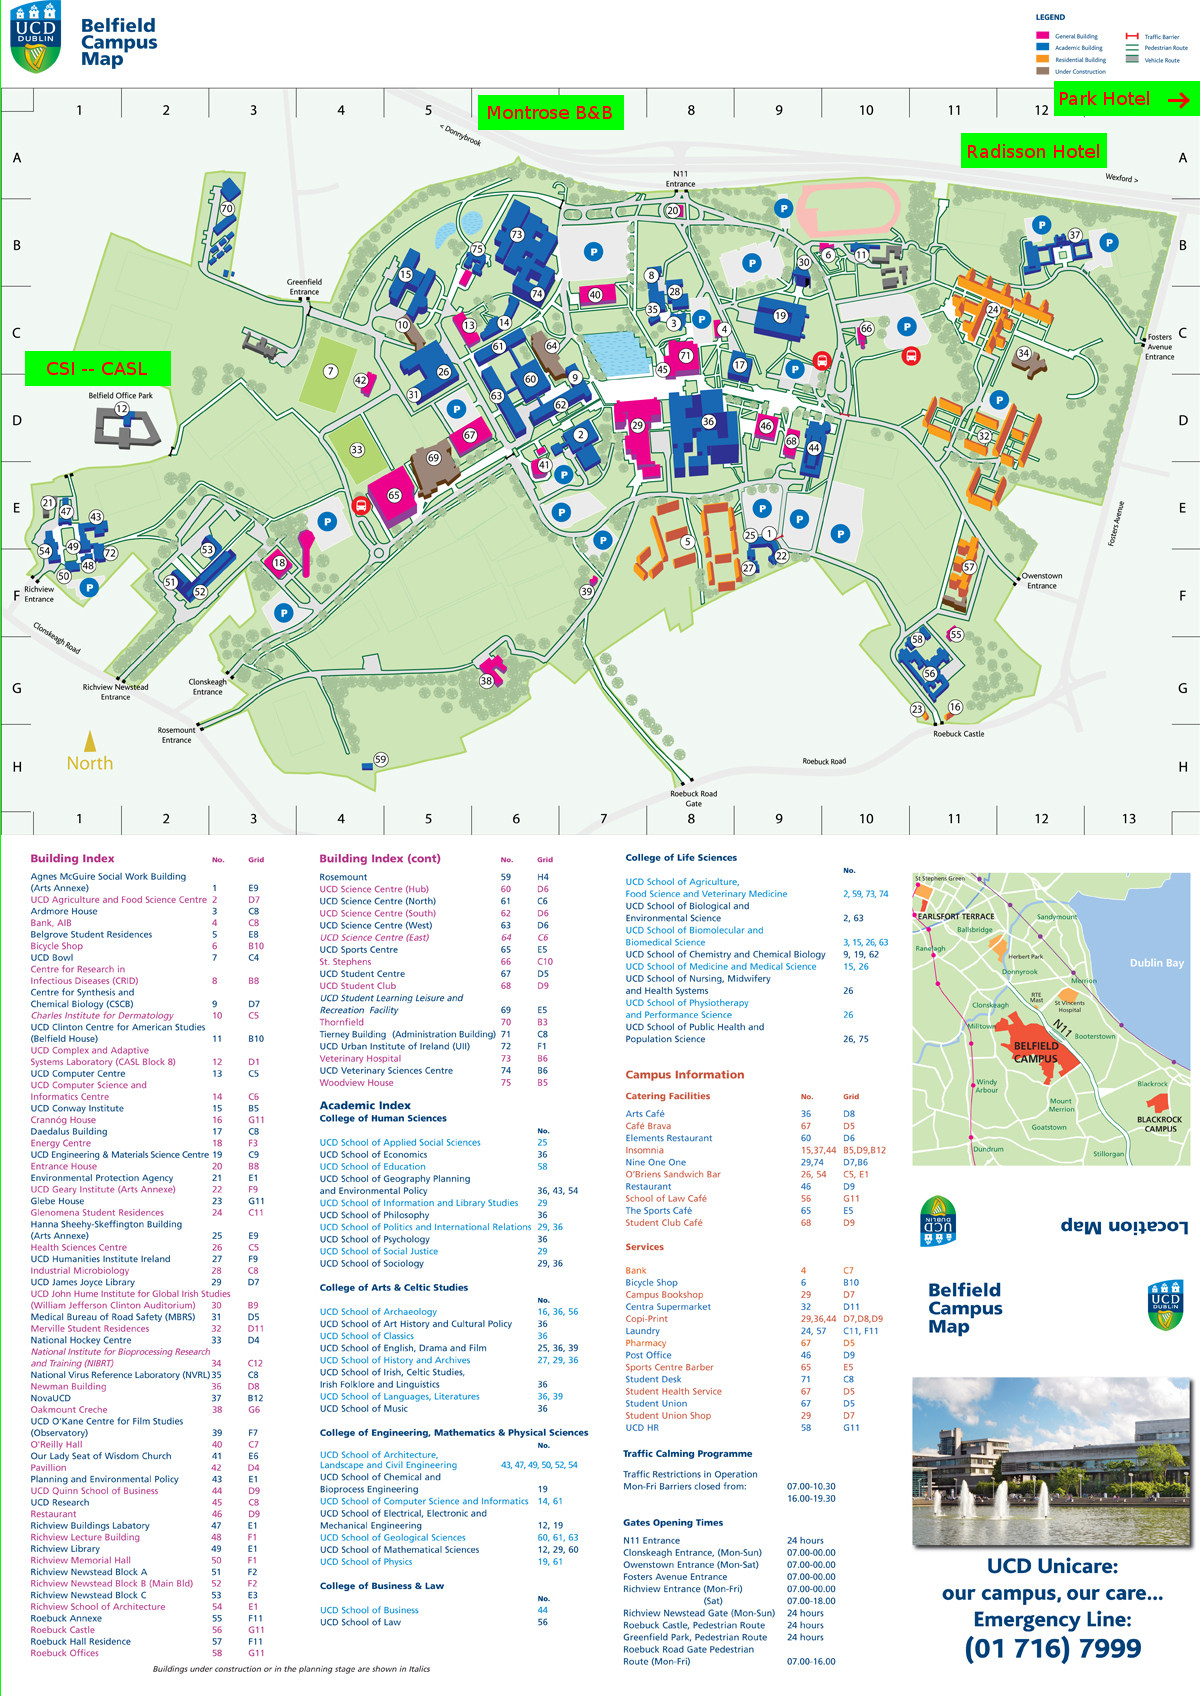 UCD
DUBLIN
Belfield
Campus
Map
LEGEND
General Building
Academic Building
Residential Building
Under Construction
Traffic Barrier
Pedestrian Route
Vehicle Route
Montrose B&B
Park Hotel →
Radisson Hotel
CSI -- CASL
1 2 3 4 5 6 7 8 9 10 11 12
A B C D E F G H
< Donnybrook
N11
Entrance
Wexford >
Greenfield
Entrance
Fosters
Avenue
Entrance
Belfield Office Park
Fosters Avenue
Owenstown
Entrance
Richview
Entrance
Clonskeagh Road
Richview Newstead
Entrance
Clonskeagh
Entrance
Rosemount
Entrance
Roebuck Castle
Roebuck Road
Roebuck Road
Gate
North
1 2 3 4 5 6 7 8 9 10 11 12 13
Building Index No. Grid
Agnes McGuire Social Work Building
(Arts Annexe) 1 E9
UCD Agriculture and Food Science Centre 2 D7
Ardmore House 3 C8
Bank, AIB 4 C8
Belgrove Student Residences 5 E8
Bicycle Shop 6 B10
UCD Bowl 7 C4
Centre for Research in
Infectious Diseases (CRID) 8 B8
Centre for Synthesis and
Chemical Biology (CSCB) 9 D7
Charles Institute for Dermatology 10 C5
UCD Clinton Centre for American Studies
(Belfield House) 11 B10
UCD Complex and Adaptive
Systems Laboratory (CASL Block 8) 12 D1
UCD Computer Centre 13 C5
UCD Computer Science and
Informatics Centre 14 C6
UCD Conway Institute 15 B5
Crannóg House 16 G11
Daedalus Building 17 C8
Energy Centre 18 F3
UCD Engineering & Materials Science Centre 19 C9
Entrance House 20 B8
Environmental Protection Agency 21 E1
UCD Geary Institute (Arts Annexe) 22 F9
Glebe House 23 G11
Glenomena Student Residences 24 C11
Hanna Sheehy-Skeffington Building
(Arts Annexe) 25 E9
Health Sciences Centre 26 C5
UCD Humanities Institute Ireland 27 F9
Industrial Microbiology 28 C8
UCD James Joyce Library 29 D7
UCD John Hume Institute for Global Irish Studies
(William Jefferson Clinton Auditorium) 30 B9
Medical Bureau of Road Safety (MBRS) 31 D5
Merville Student Residences 32 D11
National Hockey Centre 33 D4
National Institute for Bioprocessing Research
and Training (NIBRT) 34 C12
National Virus Reference Laboratory (NVRL) 35 C8
Newman Building 36 D8
NovaUCD 37 B12
Oakmount Creche 38 G6
UCD O'Kane Centre for Film Studies
(Observatory) 39 F7
O'Reilly Hall 40 C7
Our Lady Seat of Wisdom Church 41 E6
Pavillion 42 D4
Planning and Environmental Policy 43 E1
UCD Quinn School of Business 44 D9
UCD Research 45 C8
Restaurant 46 D9
Richview Buildings Labatory 47 E1
Richview Lecture Building 48 F1
Richview Library 49 E1
Richview Memorial Hall 50 F1
Richview Newstead Block A 51 F2
Richview Newstead Block B (Main Bld) 52 F2
Richview Newstead Block C 53 E3
Richview School of Architecture 54 E1
Roebuck Annexe 55 F11
Roebuck Castle 56 G11
Roebuck Hall Residence 57 F11
Roebuck Offices 58 G11
Buildings under construction or in the planning stage are shown in Italics
Building Index (cont) No. Grid
Rosemount 59 H4
UCD Science Centre (Hub) 60 D6
UCD Science Centre (North) 61 C6
UCD Science Centre (South) 62 D6
UCD Science Centre (West) 63 D6
UCD Science Centre (East) 64 C6
UCD Sports Centre 65 E5
St. Stephens 66 C10
UCD Student Centre 67 D5
UCD Student Club 68 D9
UCD Student Learning Leisure and
Recreation Facility 69 E5
Thornfield 70 B3
Tierney Building (Administration Building) 71 C8
UCD Urban Institute of Ireland (UII) 72 F1
Veterinary Hospital 73 B6
UCD Veterinary Sciences Centre 74 B6
Woodview House 75 B5
Academic Index
College of Human Sciences
No.
UCD School of Applied Social Sciences 25
UCD School of Economics 36
UCD School of Education 58
UCD School of Geography Planning
and Environmental Policy 36, 43, 54
UCD School of Information and Library Studies 29
UCD School of Philosophy 36
UCD School of Politics and International Relations 29, 36
UCD School of Psychology 36
UCD School of Social Justice 29
UCD School of Sociology 29, 36
College of Arts & Celtic Studies
No.
UCD School of Archaeology 16, 36, 56
UCD School of Art History and Cultural Policy 36
UCD School of Classics 36
UCD School of English, Drama and Film 25, 36, 39
UCD School of History and Archives 27, 29, 36
UCD School of Irish, Celtic Studies,
Irish Folklore and Linguistics 36
UCD School of Languages, Literatures 36, 39
UCD School of Music 36
College of Engineering, Mathematics & Physical Sciences
No.
UCD School of Architecture,
Landscape and Civil Engineering 43, 47, 49, 50, 52, 54
UCD School of Chemical and
Bioprocess Engineering 19
UCD School of Computer Science and Informatics 14, 61
UCD School of Electrical, Electronic and
Mechanical Engineering 12, 19
UCD School of Geological Sciences 60, 61, 63
UCD School of Mathematical Sciences 12, 29, 60
UCD School of Physics 19, 61
College of Business & Law
No.
UCD School of Business 44
UCD School of Law 56
College of Life Sciences
No.
UCD School of Agriculture,
Food Science and Veterinary Medicine 2, 59, 73, 74
UCD School of Biological and
Environmental Science 2, 63
UCD School of Biomolecular and
Biomedical Science 3, 15, 26, 63
UCD School of Chemistry and Chemical Biology 9, 19, 62
UCD School of Medicine and Medical Science 15, 26
UCD School of Nursing, Midwifery
and Health Systems 26
UCD School of Physiotherapy
and Performance Science 26
UCD School of Public Health and
Population Science 26, 75
Campus Information
Catering Facilities No. Grid
Arts Café 36 D8
Café Brava 67 D5
Elements Restaurant 60 D6
Insomnia 15,37,44 B5,D9,B12
Nine One One 29,74 D7,B6
O'Briens Sandwich Bar 26, 54 C5, E1
Restaurant 46 D9
School of Law Café 56 G11
The Sports Café 65 E5
Student Club Café 68 D9
Services
Bank 4 C7
Bicycle Shop 6 B10
Campus Bookshop 29 D7
Centra Supermarket 32 D11
Copi-Print 29,36,44 D7,D8,D9
Laundry 24, 57 C11, F11
Pharmacy 67 D5
Post Office 46 D9
Sports Centre Barber 65 E5
Student Desk 71 C8
Student Health Service 67 D5
Student Union 67 D5
Student Union Shop 29 D7
UCD HR 58 G11
Traffic Calming Programme
Traffic Restrictions in Operation
Mon-Fri Barriers closed from: 07.00-10.30
16.00-19.30
Gates Opening Times
N11 Entrance 24 hours
Clonskeagh Entrance, (Mon-Sun) 07.00-00.00
Owenstown Entrance (Mon-Sat) 07.00-00.00
Fosters Avenue Entrance 07.00-00.00
Richview Entrance (Mon-Fri) 07.00-00.00
(Sat) 07.00-18.00
Richview Newstead Gate (Mon-Sun) 24 hours
Roebuck Castle, Pedestrian Route 24 hours
Greenfield Park, Pedestrian Route 24 hours
Roebuck Road Gate Pedestrian
Route (Mon-Fri) 07.00-16.00
St Stephens Green
EARLSFORT TERRACE
Sandymount
Ballsbridge
Ranelagh
Herbert Park
Dublin Bay
Donnyrook
Merrion
RTE
Mast
St Vincents
Hospital
Clonskeagh
Milltown
N11
Booterstown
BELFIELD
CAMPUS
Windy
Arbour
Blackrock
Mount
Merrion
BLACKROCK
CAMPUS
Goatstown
Dundrum
Stillorgan
Location Map
UCD
DUBLIN
Belfield
Campus
Map
UCD
DUBLIN
UCD Unicare:
our campus, our care...
Emergency Line:
(01 716) 7999